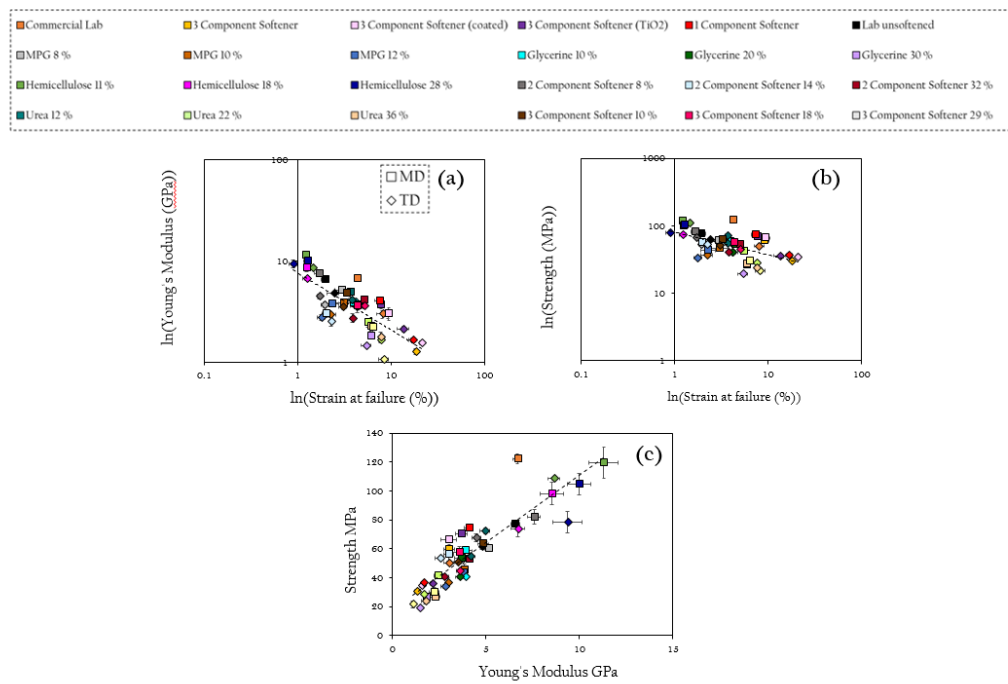 Commercial Lab 3 Component Softener 3 Component Softener (coated) 3 Component Softener (TiO2) 1 Component Softener Lab unsoftened
MPG 8 % MPG 10 % MPG 12 % Glycerine 10 % Glycerine 20 % Glycerine 30 %
Hemicellulose 11 % Hemicellulose 18 % Hemicellulose 28 % 2 Component Softener 8 % 2 Component Softener 14 % 2 Component Softener 32 %
Urea 12 % Urea 22 % Urea 36 % 3 Component Softener 10 % 3 Component Softener 18 % 3 Component Softener 29 %
ln(Young's Modulus (GPa))
100
10
1
0.1 1 10 100
ln(Strain at failure (%))
MD
TD
(a)
ln(Strength (MPa))
1000
100
10
1
0.1 1 10 100
ln(Strain at failure (%))
(b)
Strength MPa
140
120
100
80
60
40
20
0
0 5 10 15
Young's Modulus GPa
(c)